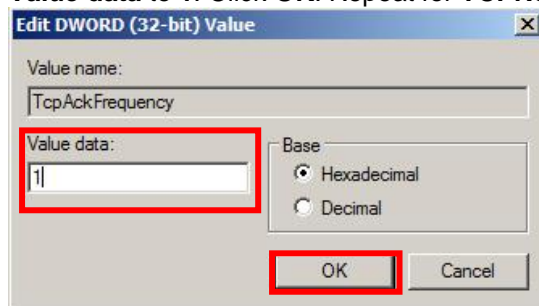 Edit DWORD (32-bit) Value
Value name:
TcpAckFrequency
Value data:
1
Base
Hexadecimal
Decimal
OK
Cancel